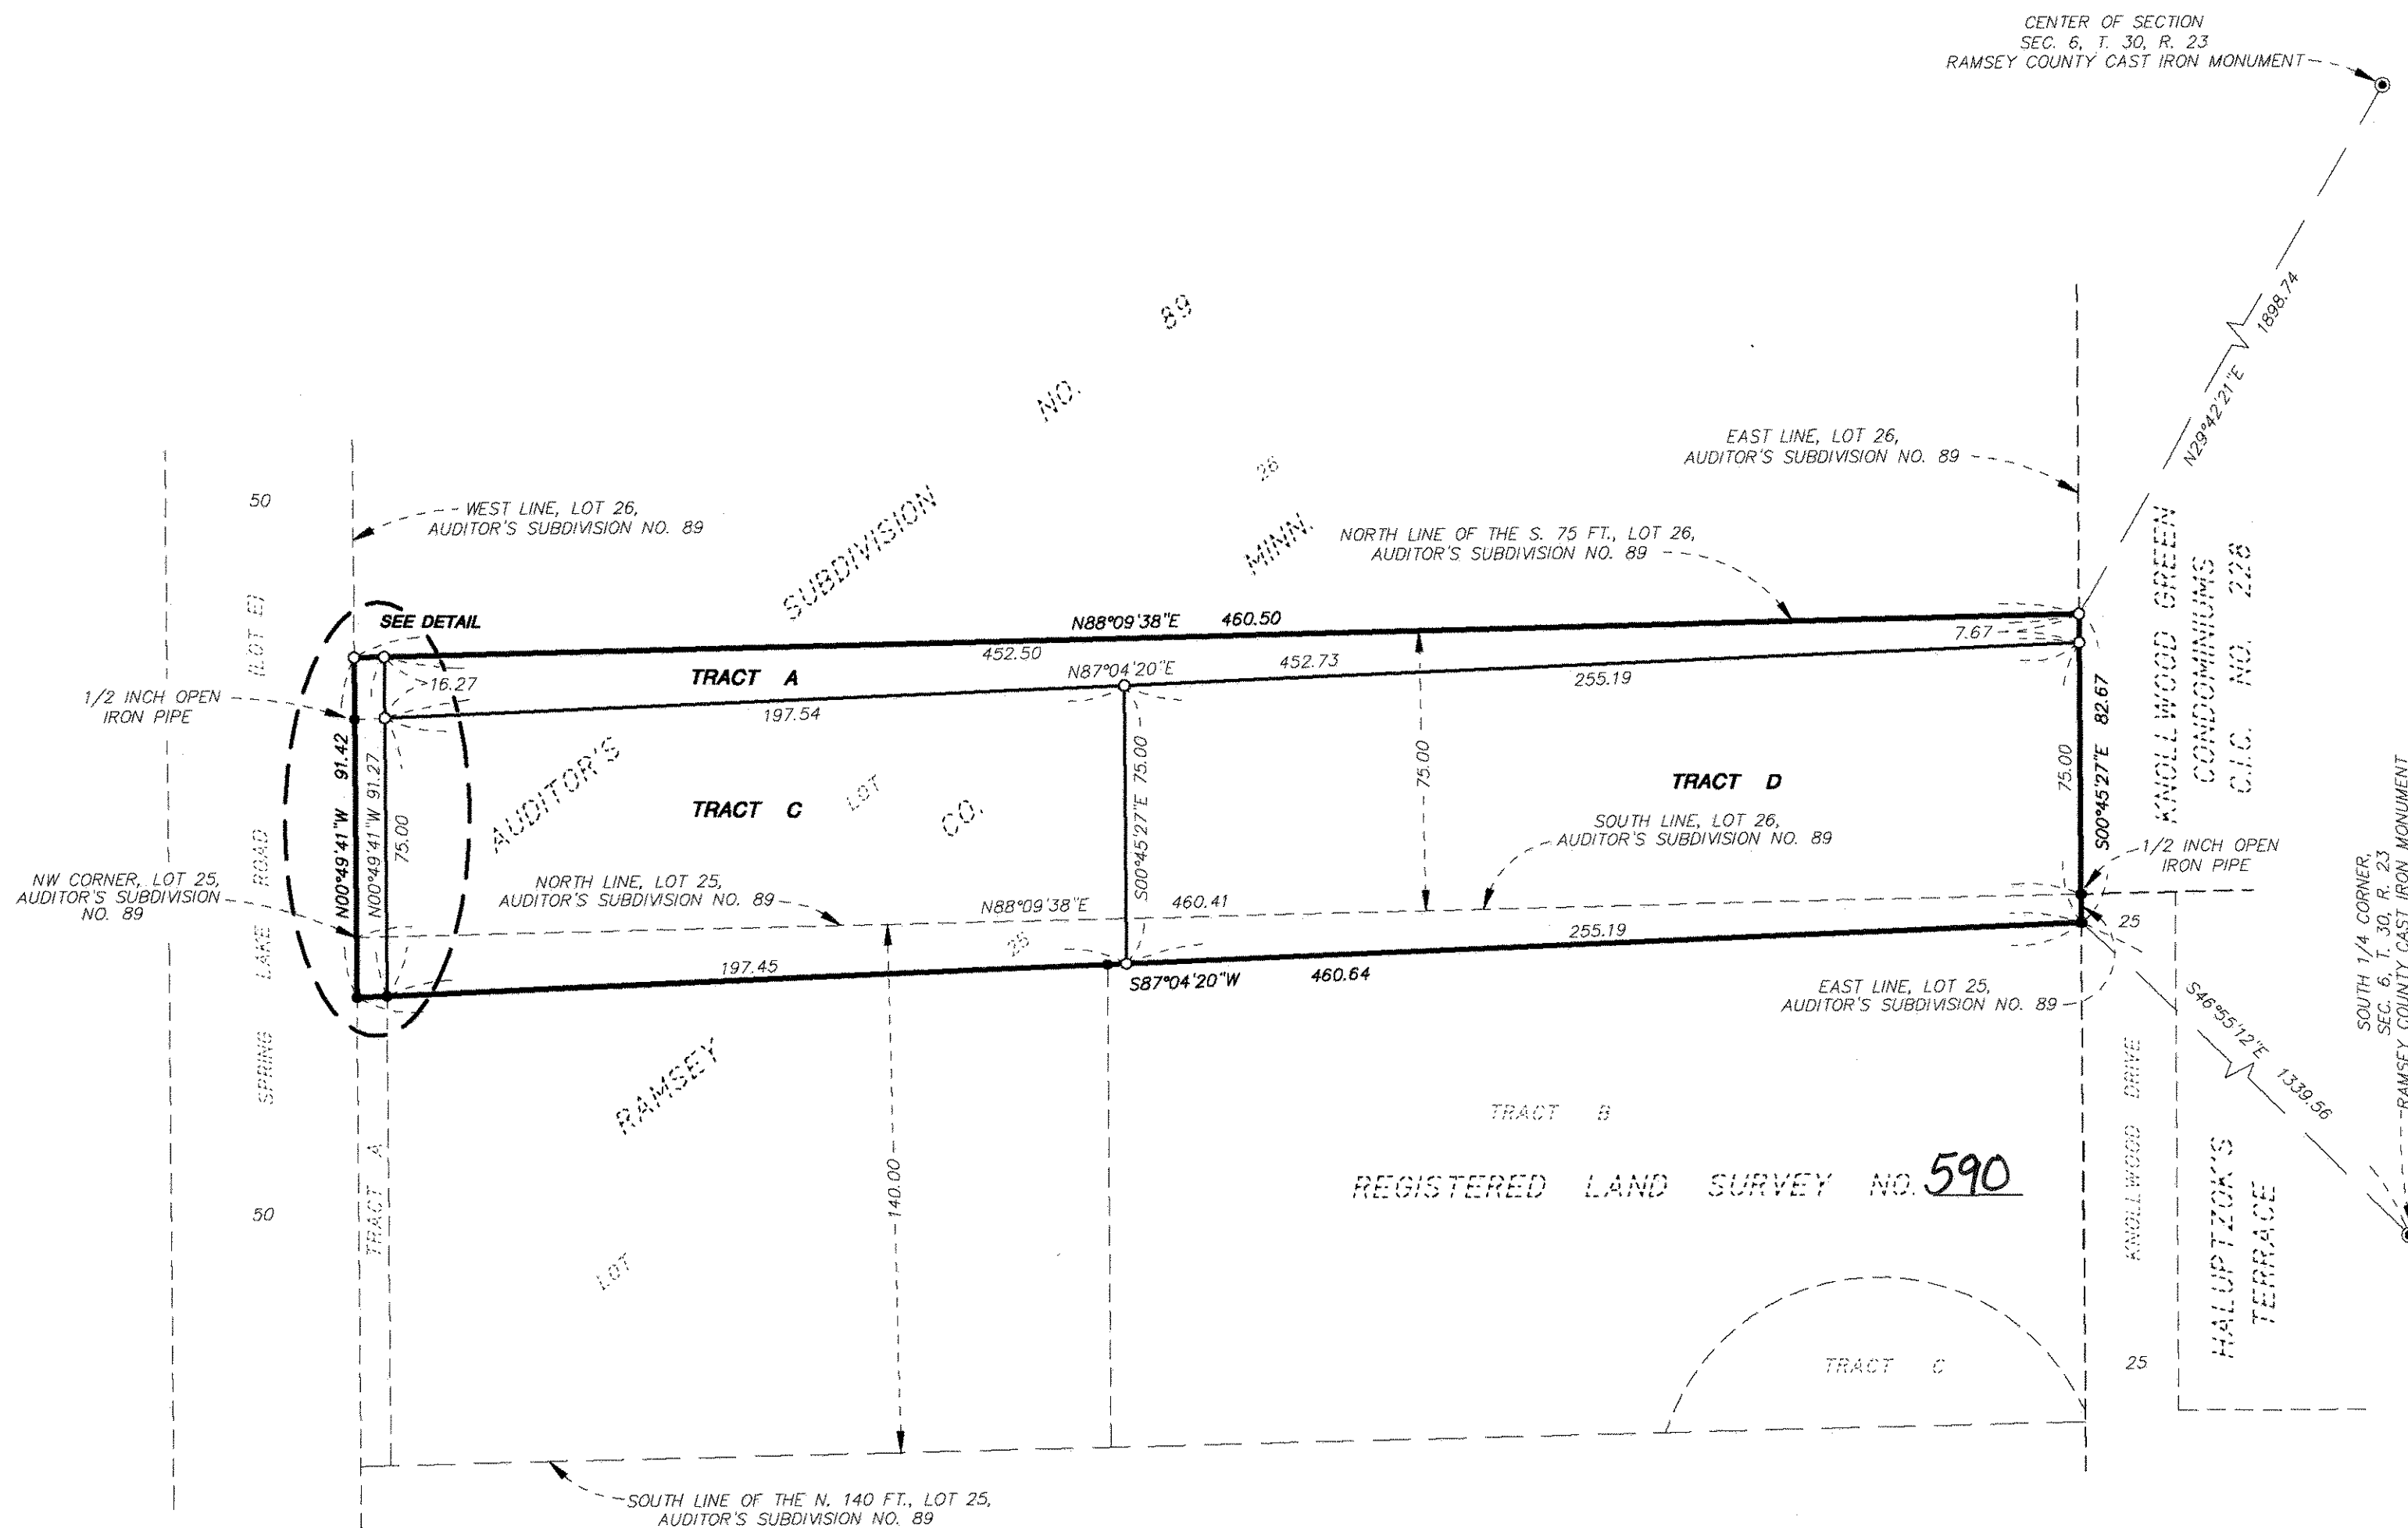 CENTER OF SECTION
SEC. 6, T. 30, R. 23
RAMSEY COUNTY CAST IRON MONUMENT
N29°42'21"E 1898.74
NO. 89
26
MINN.
EAST LINE, LOT 26,
AUDITOR'S SUBDIVISION NO. 89
50
WEST LINE, LOT 26,
AUDITOR'S SUBDIVISION NO. 89
SUBDIVISION
NORTH LINE OF THE S. 75 FT., LOT 26,
AUDITOR'S SUBDIVISION NO. 89
KNOLLWOOD GREEN
CONDOMINIUMS
C.I.C. NO. 228
(LOT E)
SEE DETAIL
N88°09'38"E 460.50
7.67
452.50
452.73
TRACT A
N87°04'20"E
16.27
1/2 INCH OPEN
IRON PIPE
197.54
255.19
N00°49'41"W 91.42
N00°49'41"W 91.27
75.00
AUDITOR'S
LOT
CO.
TRACT C
S00°45'27"E 75.00
75.00
TRACT D
75.00
S00°45'27"E 82.67
SOUTH LINE, LOT 26,
AUDITOR'S SUBDIVISION NO. 89
1/2 INCH OPEN
IRON PIPE
NW CORNER, LOT 25,
AUDITOR'S SUBDIVISION
NO. 89
NORTH LINE, LOT 25,
AUDITOR'S SUBDIVISION NO. 89
N88°09'38"E 460.41
25
25
197.45
255.19
S87°04'20"W 460.64
EAST LINE, LOT 25,
AUDITOR'S SUBDIVISION NO. 89
S46°55'12"E 1339.56
SOUTH 1/4 CORNER,
SEC. 6, T. 30, R. 23
RAMSEY COUNTY CAST IRON MONUMENT
SPRING LAKE ROAD
RAMSEY
TRACT B
REGISTERED LAND SURVEY NO. 590
KNOLLWOOD DRIVE
HALUPTZOK'S
TERRACE
TRACT A
50
140.00
LOT
TRACT C
25
SOUTH LINE OF THE N. 140 FT., LOT 25,
AUDITOR'S SUBDIVISION NO. 89